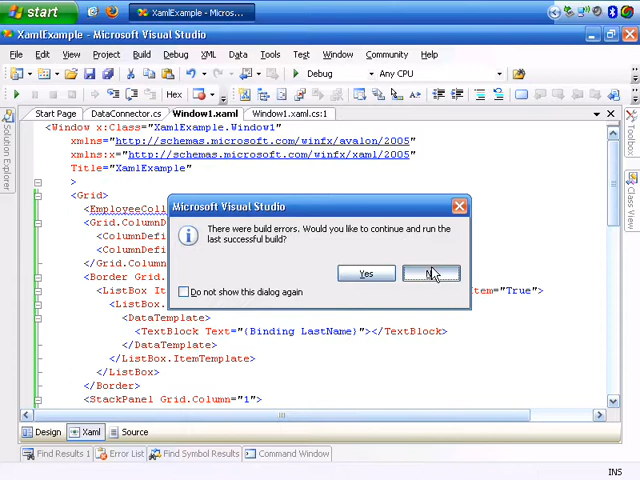 start
XamlExample - Micros...
XamlExample - Microsoft Visual Studio
File Edit View Project Build Debug XML Data Tools Test Window Community Help
Debug Any CPU
Hex
Start Page DataConnector.cs Window1.xaml Window1.xaml.cs:1
Solution Explorer
Toolbox
Class View
<Window x:Class="XamlExample.Window1"
xmlns="http://schemas.microsoft.com/winfx/avalon/2005"
xmlns:x="http://schemas.microsoft.com/winfx/xaml/2005"
Title="XamlExample"
>
<Grid>
<EmployeeColl
<Grid.ColumnD
<ColumnDefi
<ColumnDefi
</Grid.Col
<Border Grid.
<ListBox It tem="True">
<ListBox.
<DataTemplate>
<TextBlock Text="{Binding LastName}"></TextBlock>
</DataTemplate>
</ListBox.ItemTemplate>
</ListBox>
</Border>
<StackPanel Grid.Column="1">
Microsoft Visual Studio
There were build errors. Would you like to continue and run the
last successful build?
Yes
Do not show this dialog again
Design Xaml Source
Find Results 1 Error List Find Symbol Results Command Window
INS